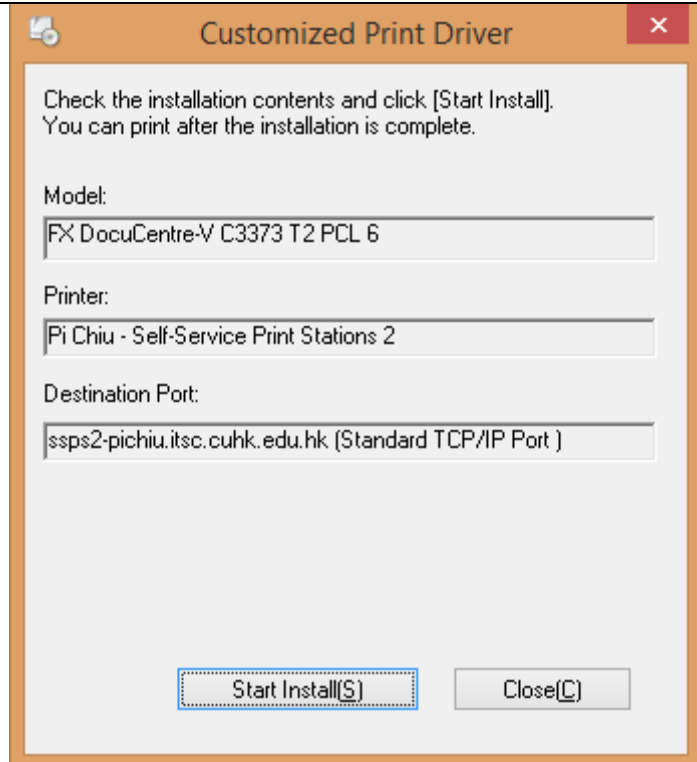 Customized Print Driver
Check the installation contents and click [Start Install].
You can print after the installation is complete.
Model:
FX DocuCentre-V C3373 T2 PCL 6
Printer:
Pi Chiu - Self-Service Print Stations 2
Destination Port:
ssps2-pichiu.itsc.cuhk.edu.hk (Standard TCP/IP Port )
Start Install(S)
Close(C)